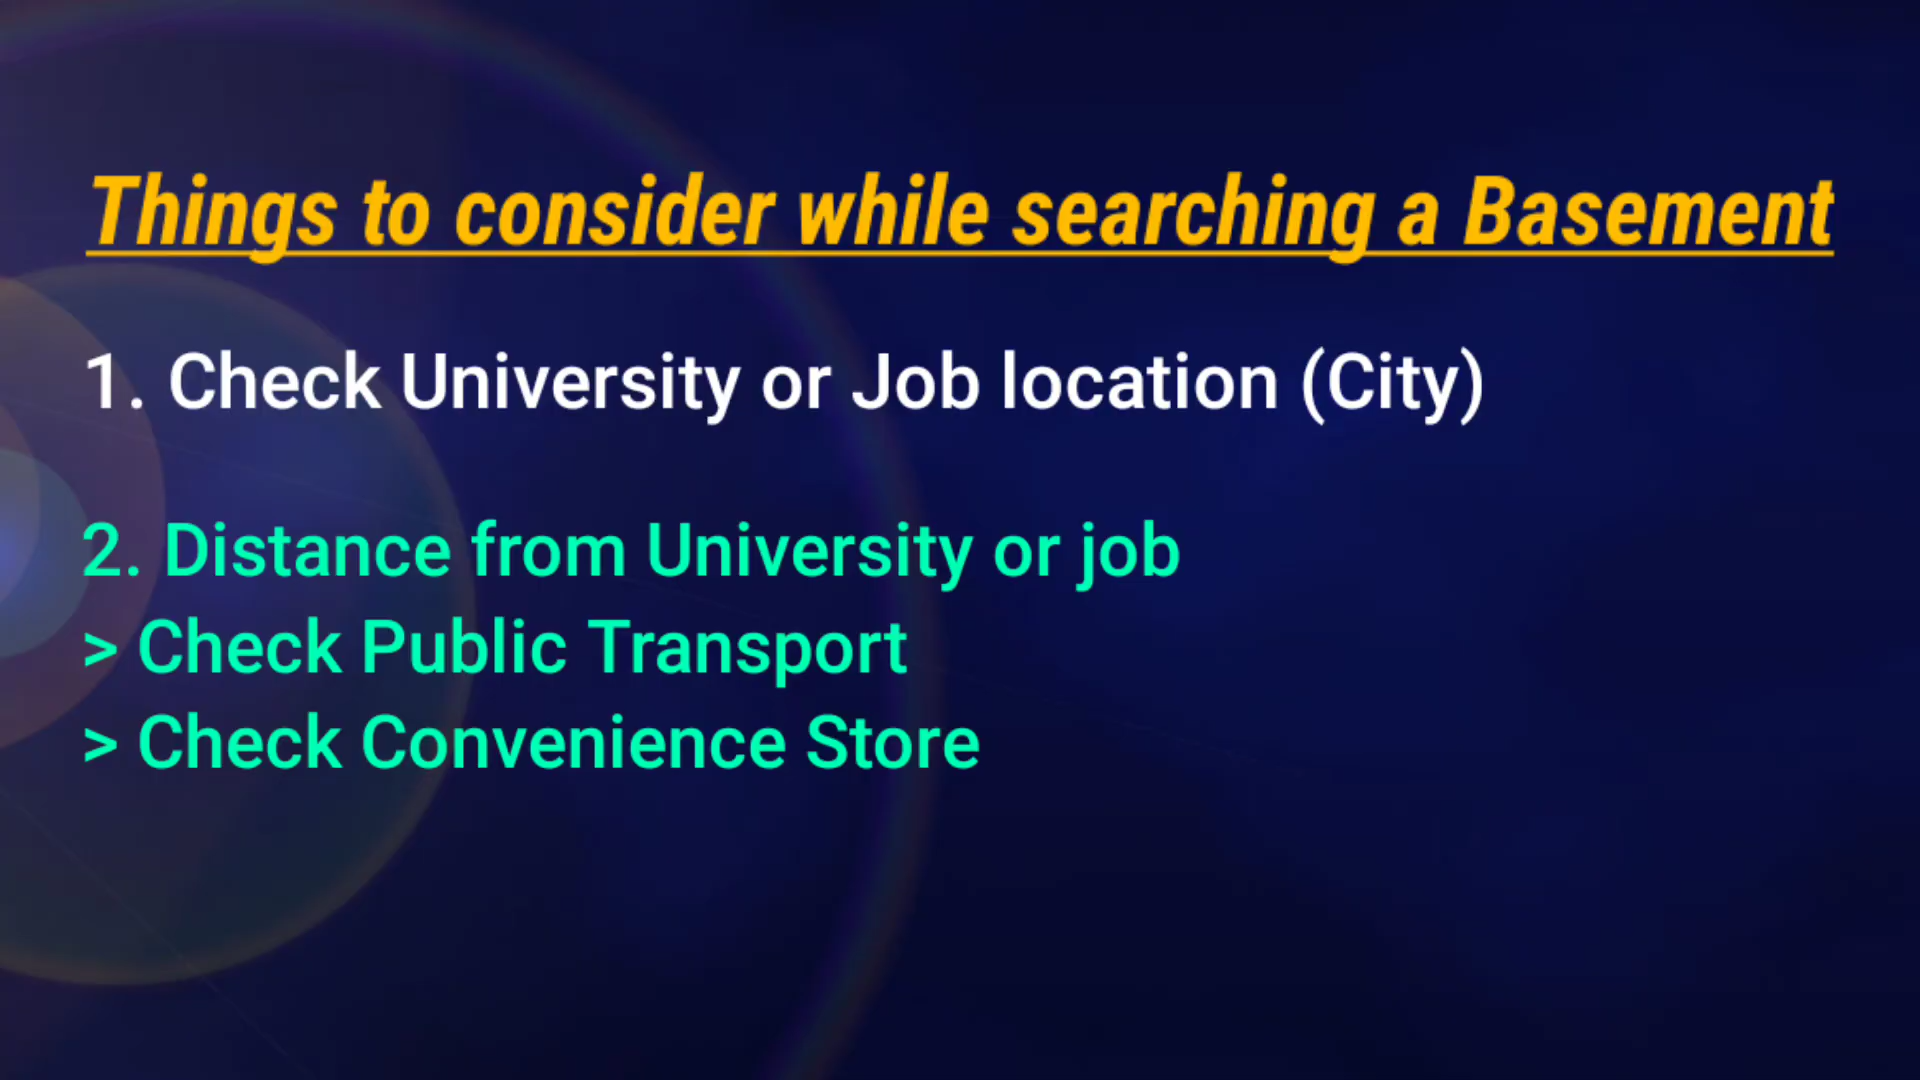 Things to consider while searching a Basement
1. Check University or Job location (City)
2. Distance from University or job
> Check Public Transport
> Check Convenience Store